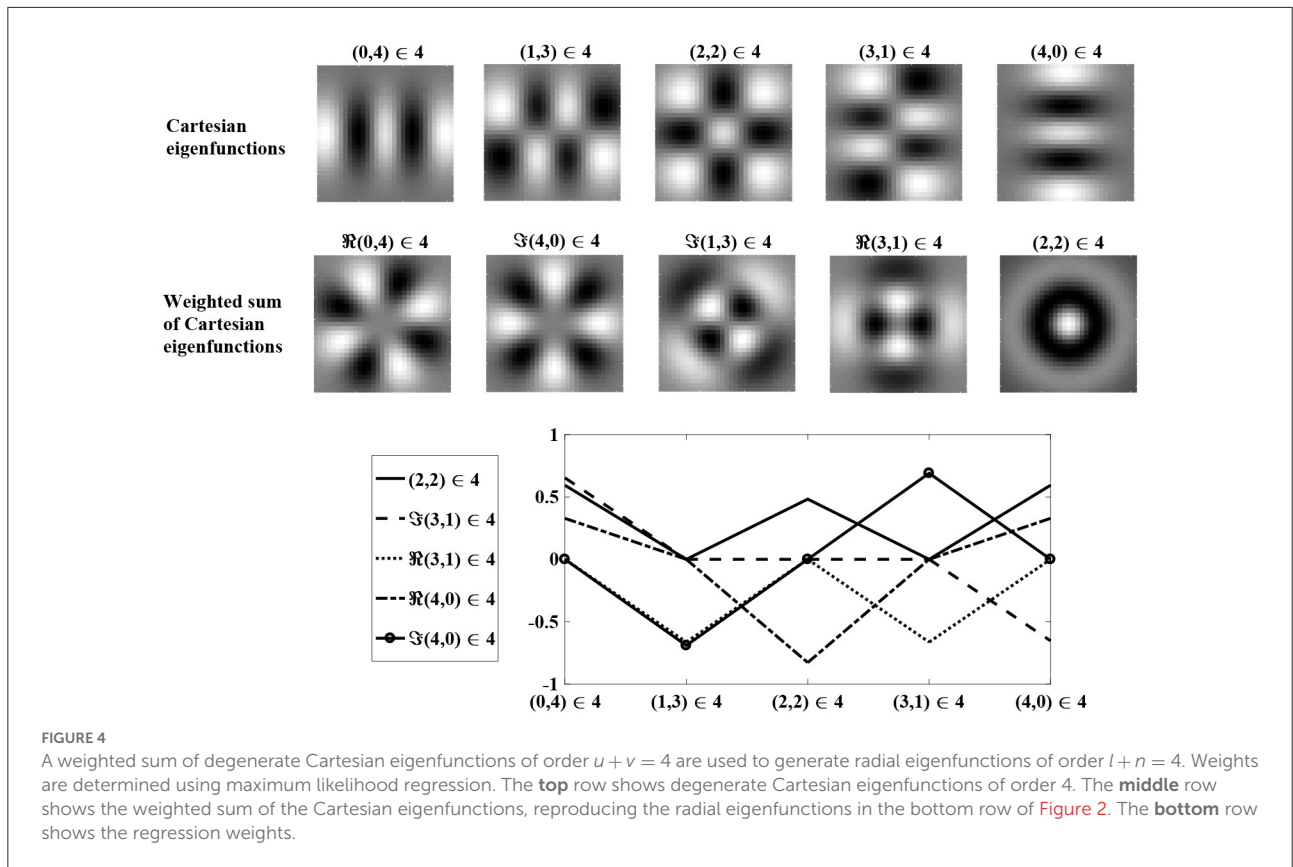 (0,4) ∈ 4
(1,3) ∈ 4
(2,2) ∈ 4
(3,1) ∈ 4
(4,0) ∈ 4
Cartesian
eigenfunctions
ℜ(0,4) ∈ 4
ℑ(4,0) ∈ 4
ℑ(1,3) ∈ 4
ℜ(3,1) ∈ 4
(2,2) ∈ 4
Weighted sum
of Cartesian
eigenfunctions
(2,2) ∈ 4
ℑ(3,1) ∈ 4
ℜ(3,1) ∈ 4
ℜ(4,0) ∈ 4
ℑ(4,0) ∈ 4
1
0.5
0
-0.5
-1
(0,4) ∈ 4
(1,3) ∈ 4
(2,2) ∈ 4
(3,1) ∈ 4
(4,0) ∈ 4
FIGURE 4
A weighted sum of degenerate Cartesian eigenfunctions of order u + v = 4 are used to generate radial eigenfunctions of order l + n = 4. Weights
are determined using maximum likelihood regression. The top row shows degenerate Cartesian eigenfunctions of order 4. The middle row
shows the weighted sum of the Cartesian eigenfunctions, reproducing the radial eigenfunctions in the bottom row of Figure 2. The bottom row
shows the regression weights.